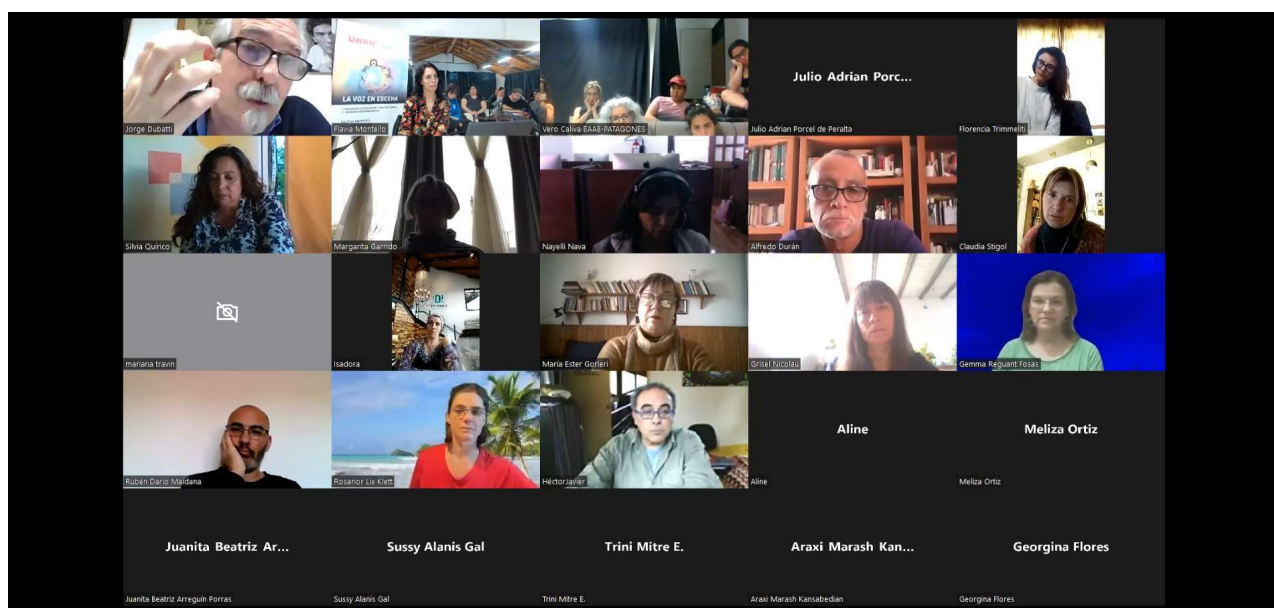 Jorge Dubatti
UNRN
LA VOZ EN ESCENA
Flavia Montello
Vero Caliva EAAE-PATAGONES
Julio Adrian Porc...
Julio Adrian Porcel de Peralta
Florencia Trimmeliti
Silvia Quírico
Margarita Garrido
Nayelli Nava
Alfredo Durán
Claudia Stigol
mariana travin
Isadora
María Ester Gorleri
Grisel Nicolau
Gemma Reguant Fosas
Rubén Darío Maidana
Rosarior Lix Klett
HéctorJavier
Aline
Aline
Meliza Ortiz
Meliza Ortiz
Juanita Beatriz Ar...
Juanita Beatriz Arreguín Porras
Sussy Alanis Gal
Sussy Alanis Gal
Trini Mitre E.
Trini Mitre E.
Araxi Marash Kan...
Araxi Marash Kansabedian
Georgina Flores
Georgina Flores